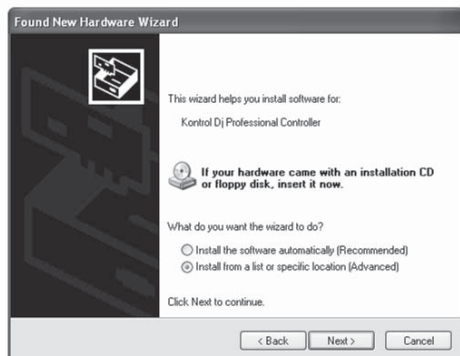 Found New Hardware Wizard
This wizard helps you install software for:
Kontrol Dj Professional Controller
If your hardware came with an installation CD
or floppy disk, insert it now.
What do you want the wizard to do?
Install the software automatically (Recommended)
Install from a list or specific location (Advanced)
Click Next to continue.
< Back Next > Cancel